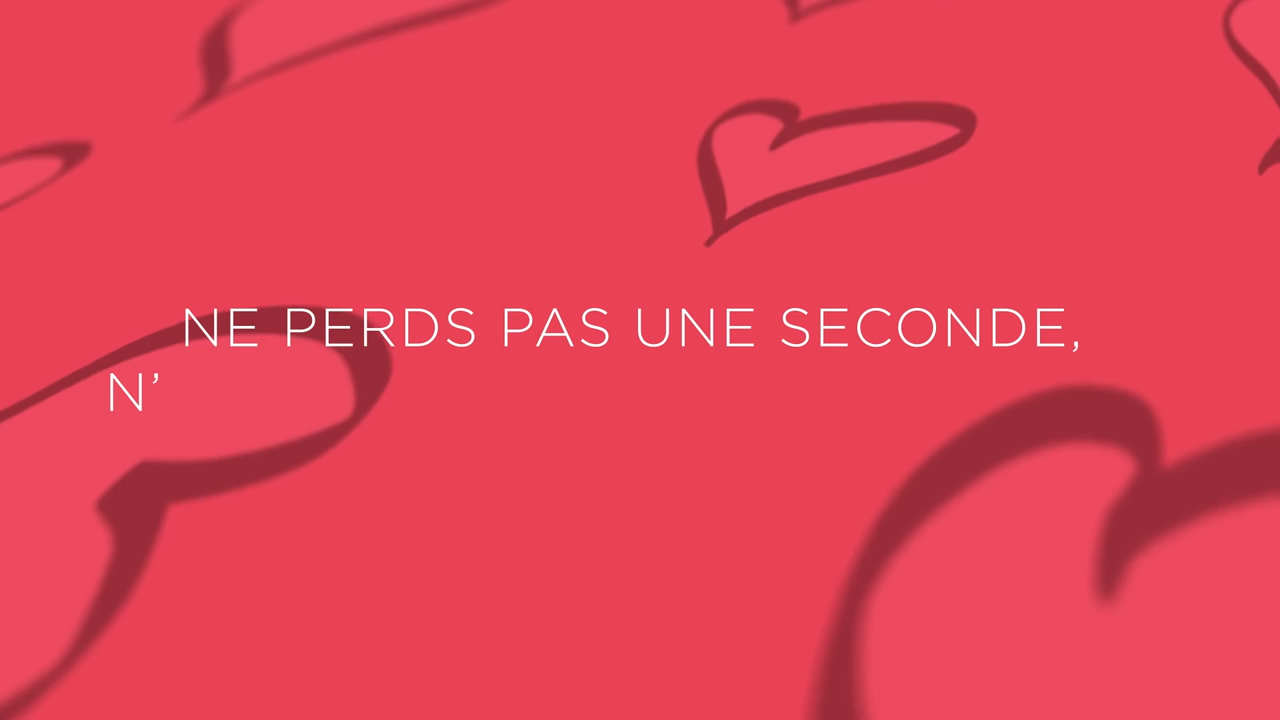 NE PERDS PAS UNE SECONDE,
N’